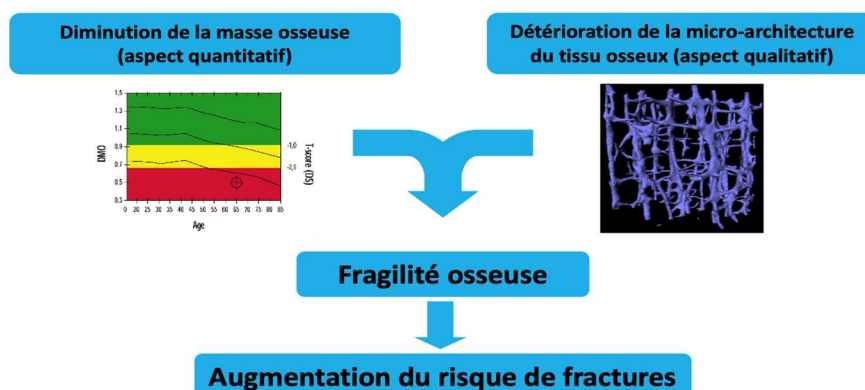 Diminution de la masse osseuse
(aspect quantitatif)
Détérioration de la micro-architecture
du tissu osseux (aspect qualitatif)
1.5
1.3
1.1
0.9
0.7
0.5
0.3
DMO
-1,0
-2,5
T-score (DS)
0 20 25 30 35 40 45 50 55 60 65 70 75 80 85
Âge
Fragilité osseuse
Augmentation du risque de fractures